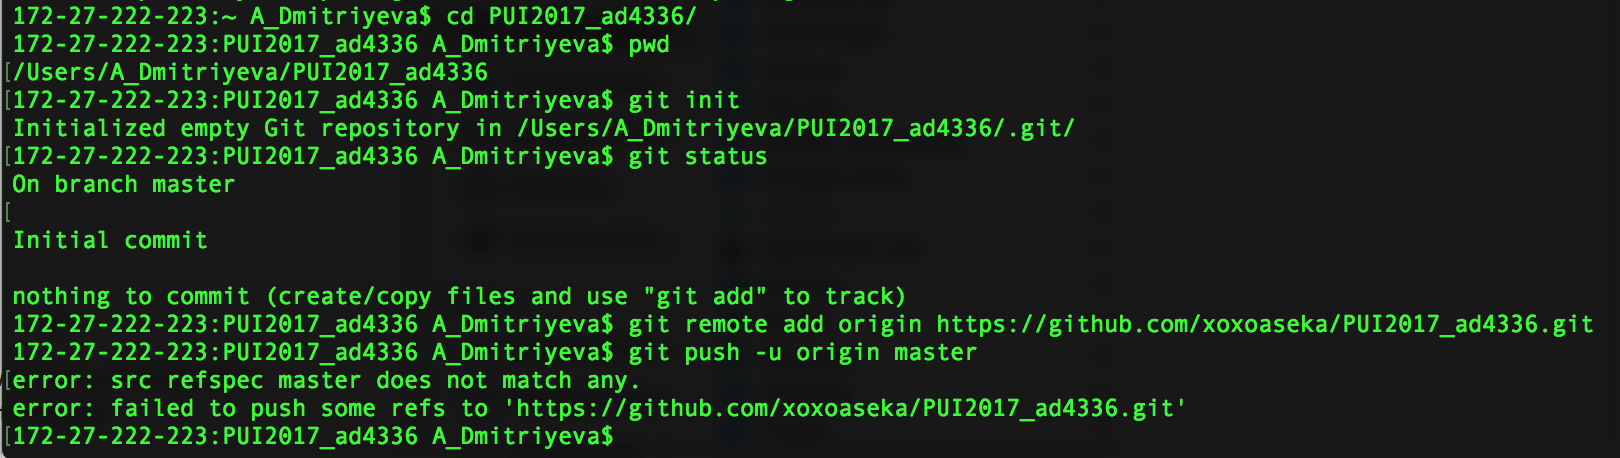 172-27-222-223:~ A_Dmitriyeva$ cd PUI2017_ad4336/
172-27-222-223:PUI2017_ad4336 A_Dmitriyeva$ pwd
[/Users/A_Dmitriyeva/PUI2017_ad4336
[172-27-222-223:PUI2017_ad4336 A_Dmitriyeva$ git init
Initialized empty Git repository in /Users/A_Dmitriyeva/PUI2017_ad4336/.git/
[172-27-222-223:PUI2017_ad4336 A_Dmitriyeva$ git status
On branch master
[
Initial commit
nothing to commit (create/copy files and use "git add" to track)
172-27-222-223:PUI2017_ad4336 A_Dmitriyeva$ git remote add origin https://github.com/xoxoaseka/PUI2017_ad4336.git
172-27-222-223:PUI2017_ad4336 A_Dmitriyeva$ git push -u origin master
[error: src refspec master does not match any.
error: failed to push some refs to 'https://github.com/xoxoaseka/PUI2017_ad4336.git'
[172-27-222-223:PUI2017_ad4336 A_Dmitriyeva$